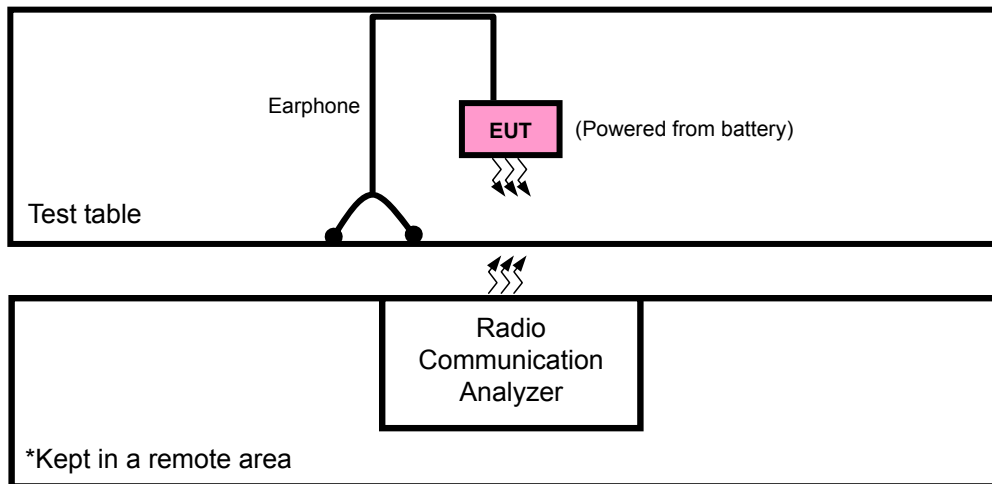 Earphone
EUT
(Powered from battery)
Test table
Radio
Communication
Analyzer
*Kept in a remote area